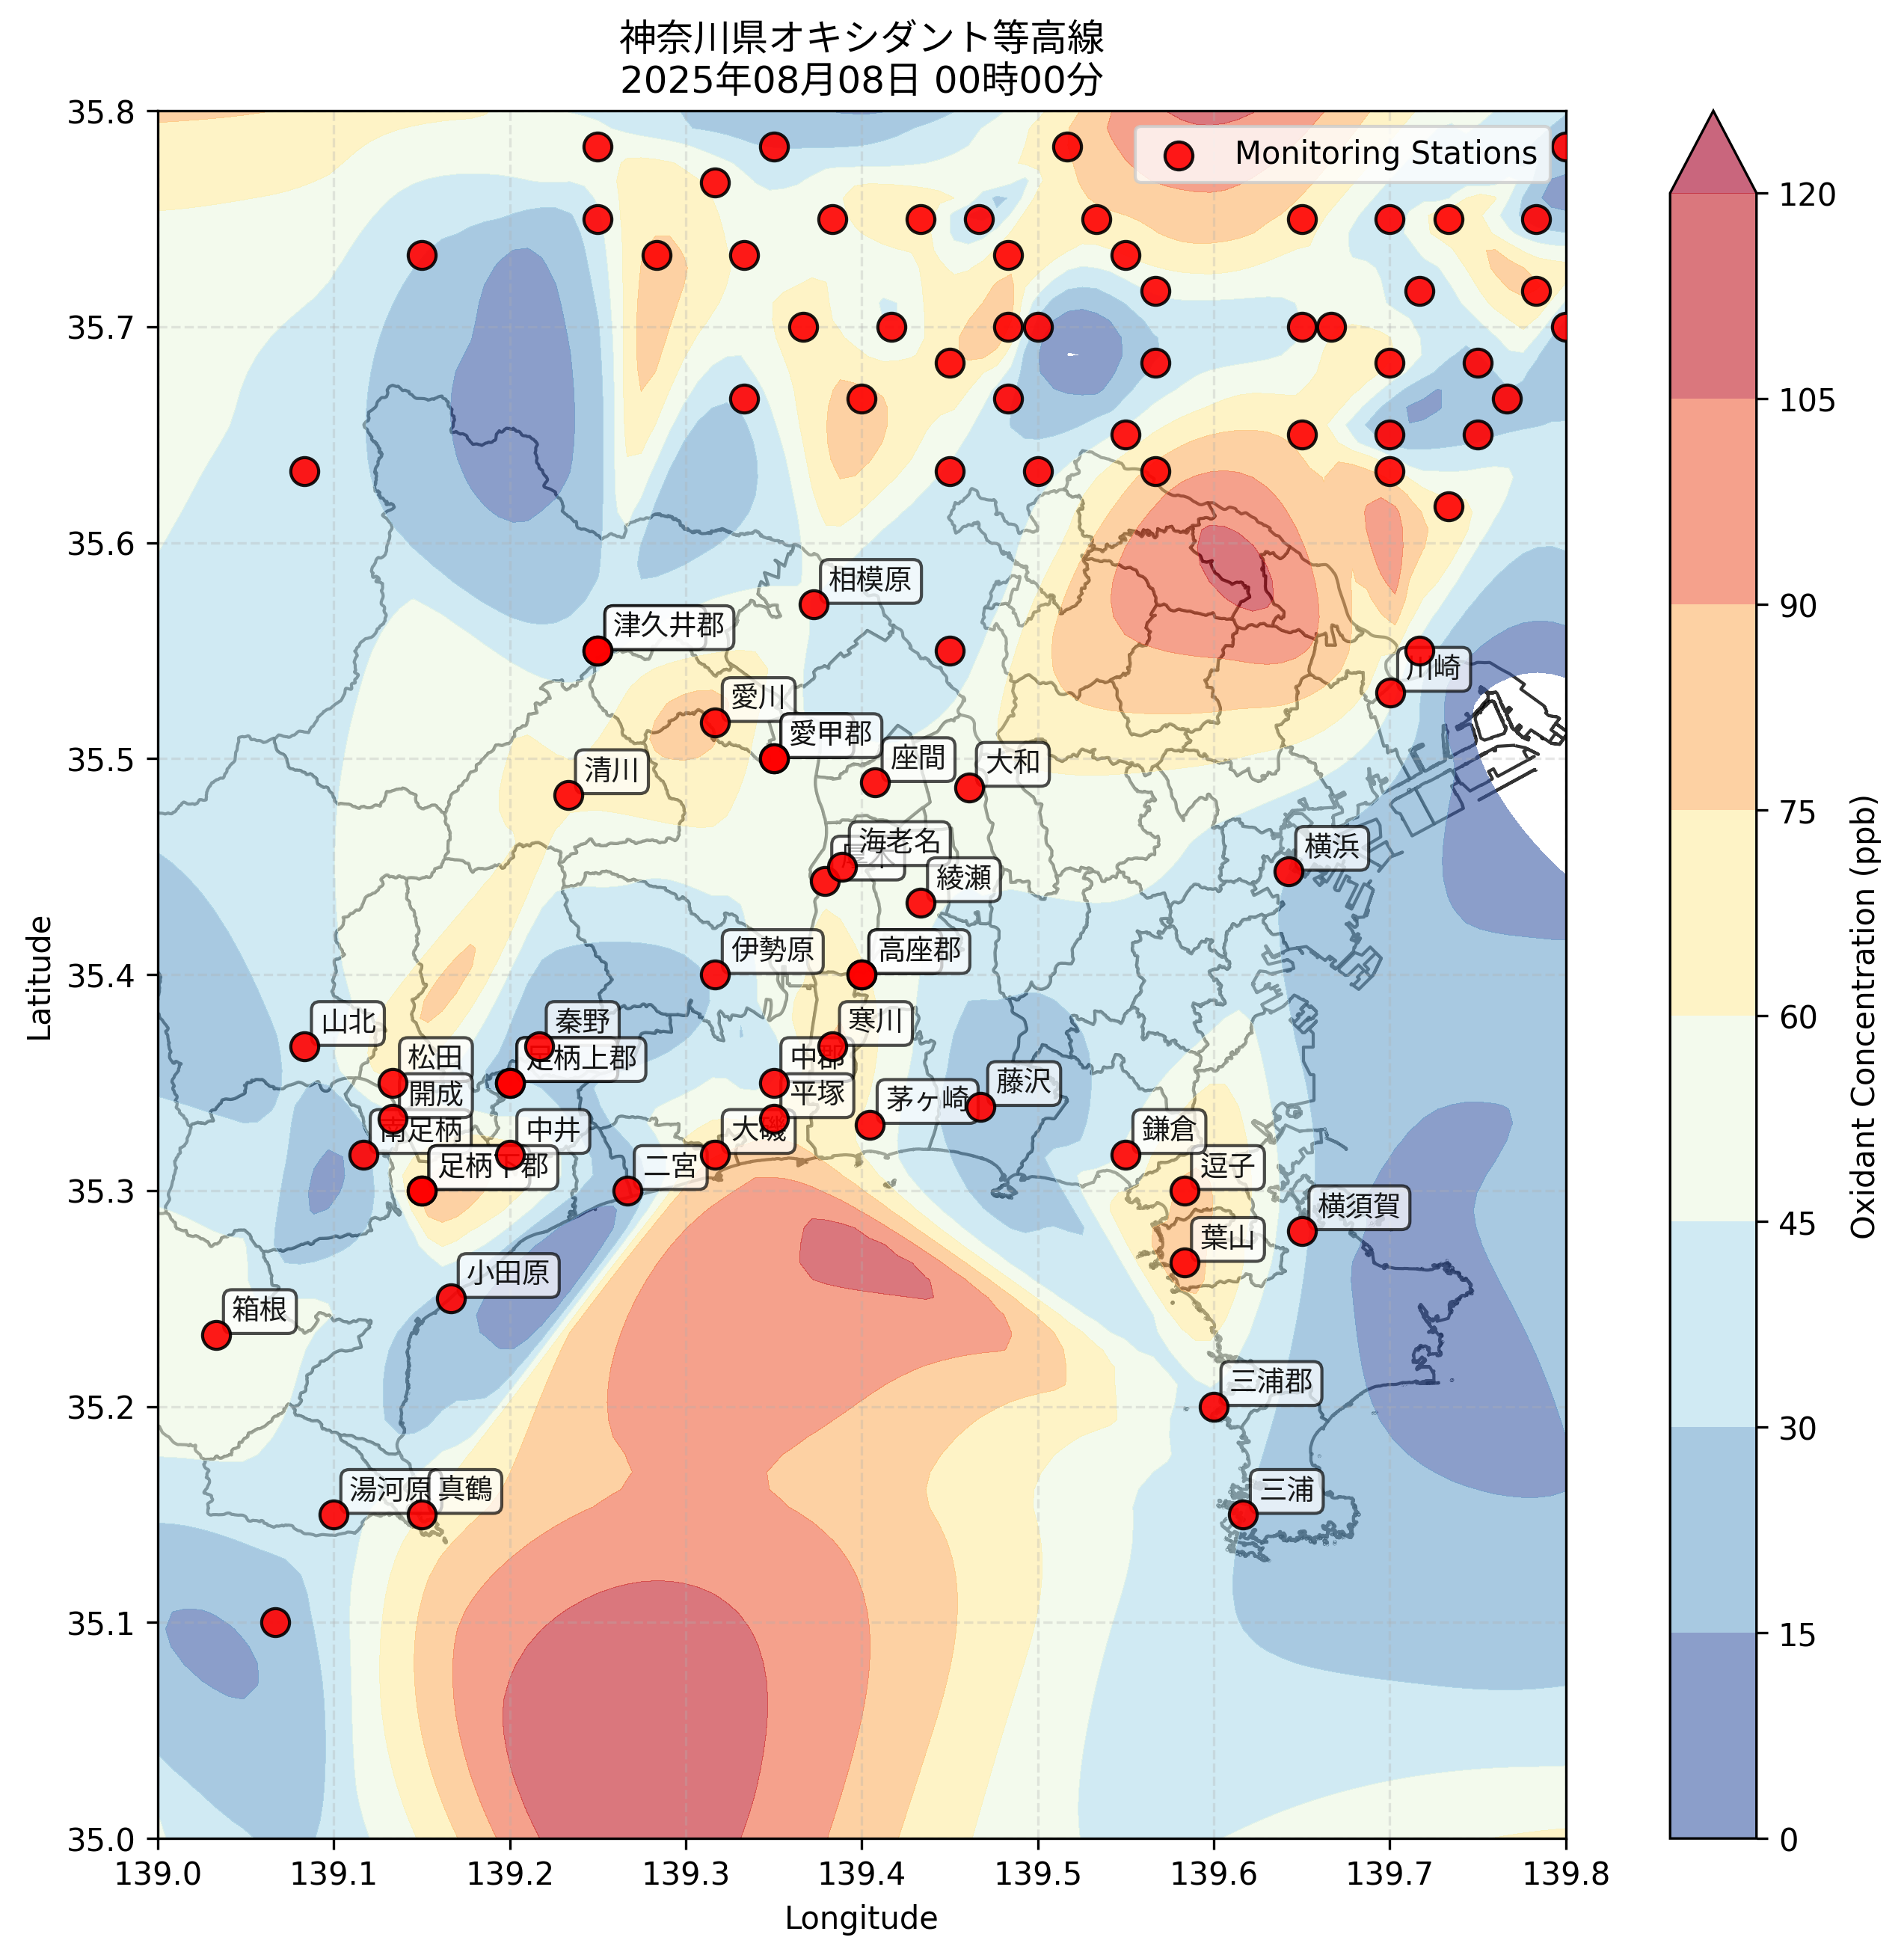 神奈川県オキシダント等高線
2025年08月08日 00時00分
Monitoring Stations
35.8
35.7
35.6
35.5
35.4
35.3
35.2
35.1
35.0
Latitude
139.0
139.1
139.2
139.3
139.4
139.5
139.6
139.7
139.8
Longitude
相模原
津久井郡
川崎
愛川
愛甲郡
座間
大和
清川
海老名
横浜
綾瀬
伊勢原
高座郡
山北
秦野
寒川
松田
足柄上郡
中郡
開成
平塚
茅ヶ崎
藤沢
南足柄
中井
大磯
鎌倉
足柄下郡
二宮
逗子
横須賀
葉山
小田原
箱根
三浦郡
湯河原
真鶴
三浦
120
105
90
75
60
45
30
15
0
Oxidant Concentration (ppb)